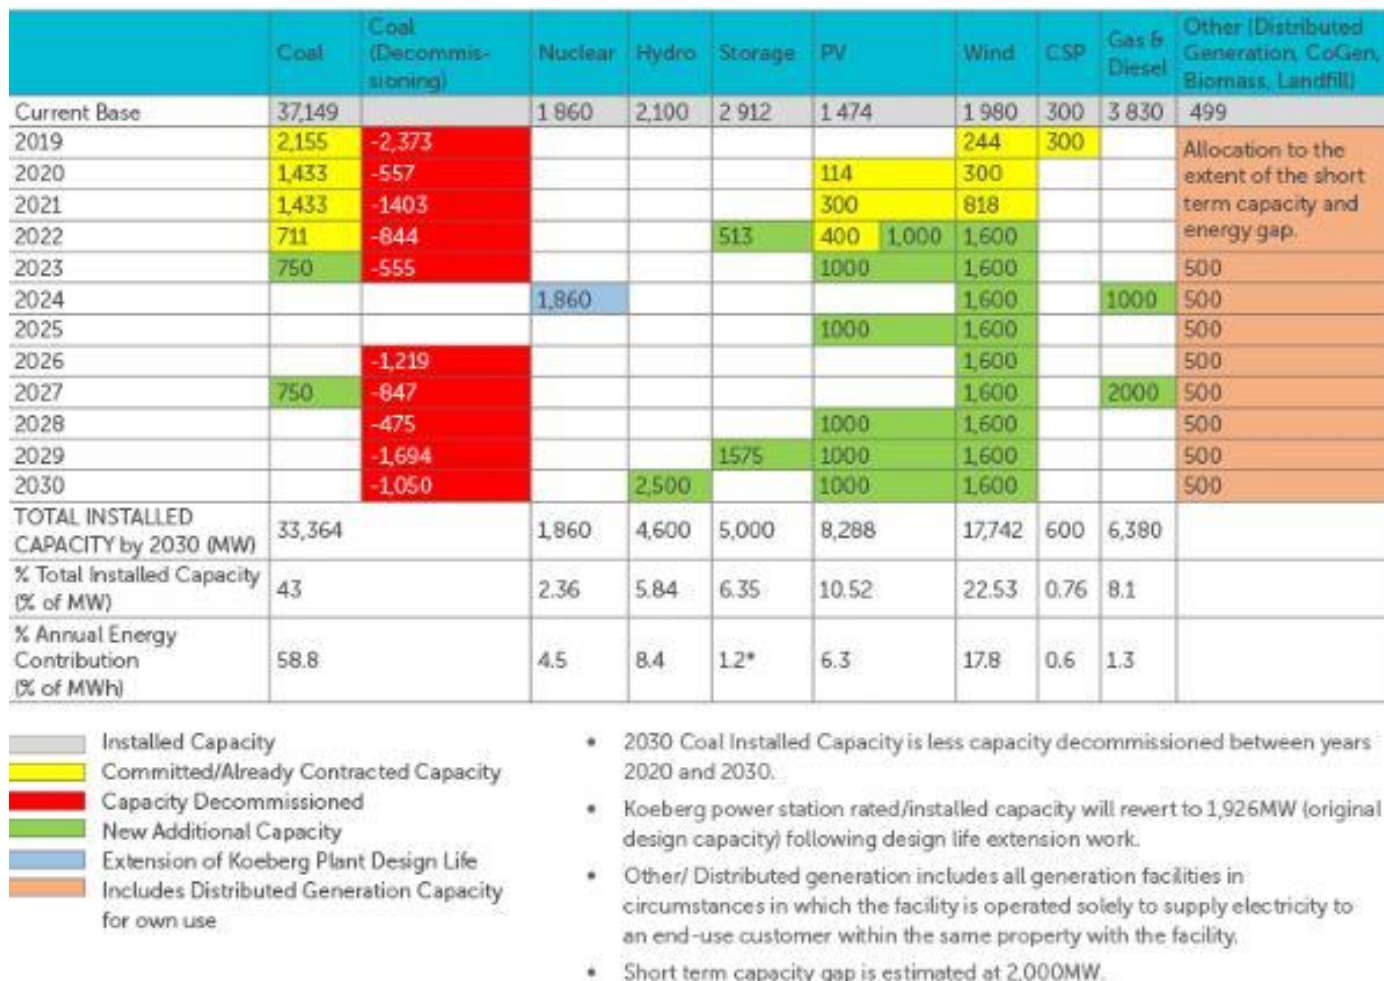 Coal Coal (Decommis-sioning) Nuclear Hydro Storage PV Wind CSP Gas & Diesel Other (Distributed Generation, CoGen, Biomass, Landfill)
Current Base 37,149 1 860 2,100 2 912 1 474 1 980 300 3 830 499
2019 2,155 -2,373 244 300 Allocation to the extent of the short term capacity and energy gap.
2020 1,433 -557 114 300
2021 1,433 -1403 300 818
2022 711 -844 513 400 1,000 1,600
2023 750 -555 1000 1,600 500
2024 1,860 1,600 1000 500
2025 1000 1,600 500
2026 -1,219 1,600 500
2027 750 -847 1,600 2000 500
2028 -475 1000 1,600 500
2029 -1,694 1575 1000 1,600 500
2030 -1,050 2,500 1000 1,600 500
TOTAL INSTALLED CAPACITY by 2030 (MW) 33,364 1,860 4,600 5,000 8,288 17,742 600 6,380
% Total Installed Capacity (% of MW) 43 2.36 5.84 6.35 10.52 22.53 0.76 8.1
% Annual Energy Contribution (% of MWh) 58.8 4.5 8.4 1.2* 6.3 17.8 0.6 1.3
Installed Capacity
Committed/Already Contracted Capacity
Capacity Decommissioned
New Additional Capacity
Extension of Koeberg Plant Design Life
Includes Distributed Generation Capacity
for own use
• 2030 Coal Installed Capacity is less capacity decommissioned between years
2020 and 2030.
• Koeberg power station rated/installed capacity will revert to 1,926MW (original
design capacity) following design life extension work.
• Other/ Distributed generation includes all generation facilities in
circumstances in which the facility is operated solely to supply electricity to
an end-use customer within the same property with the facility.
• Short term capacity gap is estimated at 2,000MW.